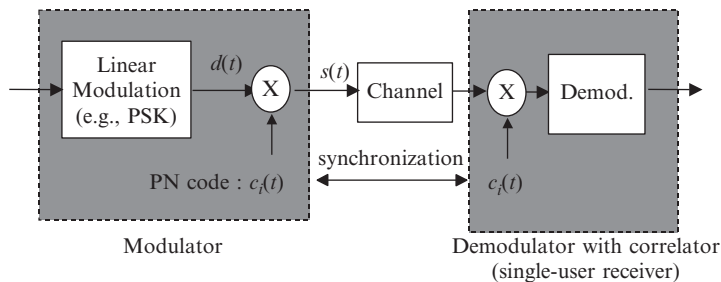 Linear
Modulation
(e.g., PSK)
d(t)
X
s(t)
Channel
X
Demod.
PN code : c_i(t)
synchronization
c_i(t)
Modulator
Demodulator with correlator
(single-user receiver)